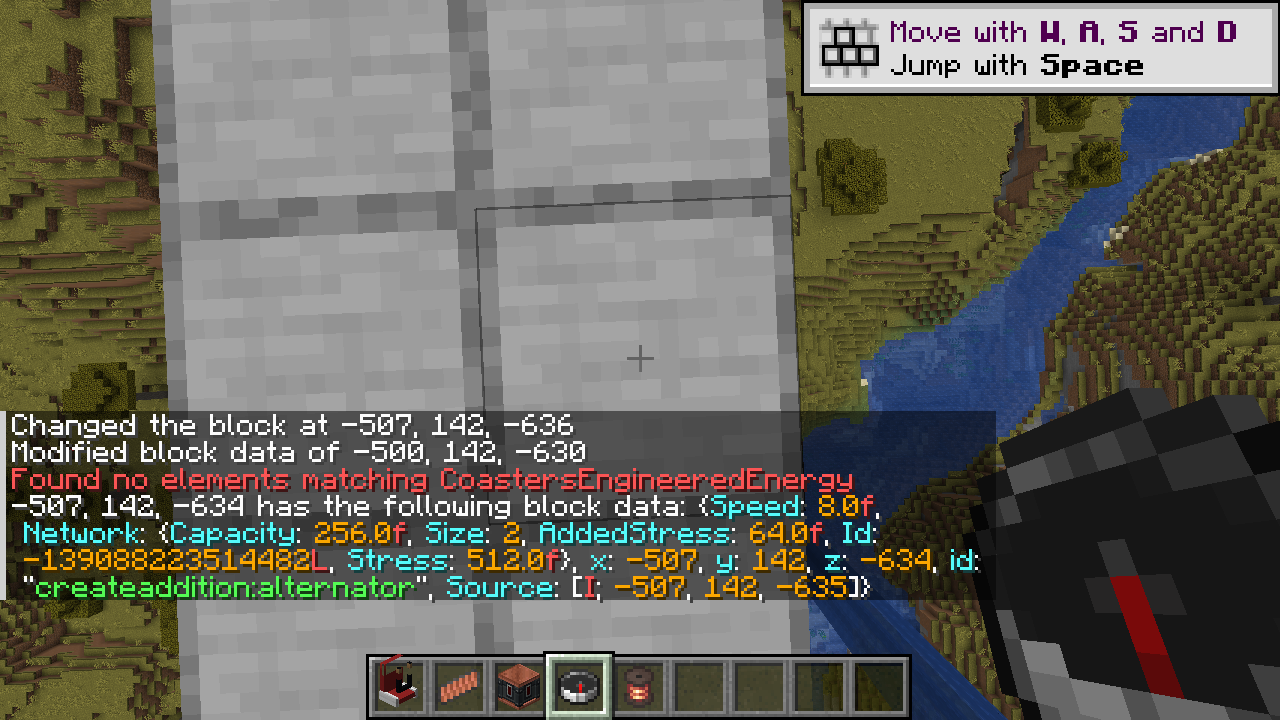 Move with W, A, S and D
Jump with Space
Changed the block at -507, 142, -636
Modified block data of -500, 142, -630
Found no elements matching CoastersEngineeredEnergy
-507, 142, -634 has the following block data: {Speed: 8.0f,
Network: {Capacity: 256.0f, Size: 2, AddedStress: 64.0f, Id:
-139088223514482L, Stress: 512.0f}, x: -507, y: 142, z: -634, id:
"createaddition:alternator", Source: [I; -507, 142, -635]}